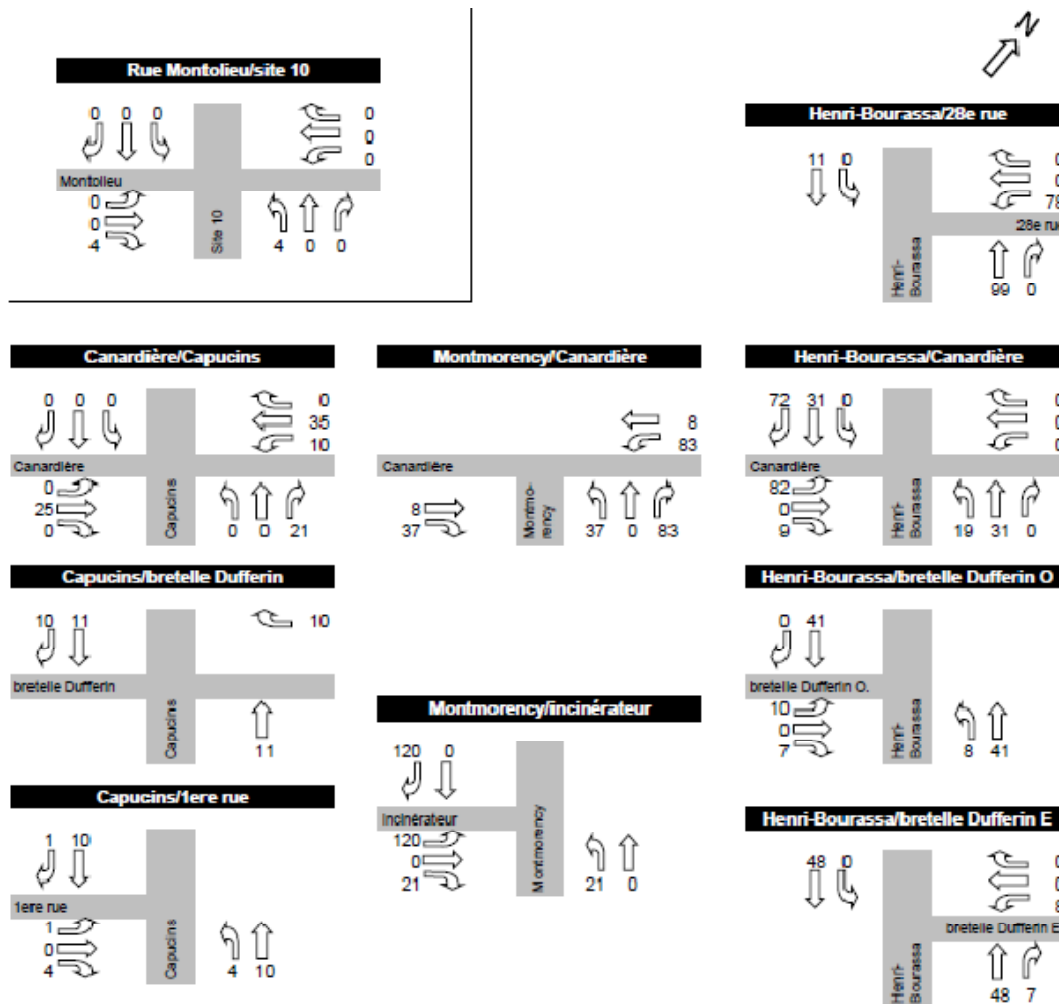 N
Rue Montolieu/site 10
0 0 0
0
0
0
Montolieu
0
0
4
Site 10
4 0 0
Henri-Bourassa/28e rue
11 0
0
0
78
28e rue
Henri-
Bourassa
99 0
Canardière/Capucins
0 0 0
0
35
10
Canardière
0
25
0
Capucins
0 0 21
Montmorency/Canardière
8
83
Canardière
8
37
Montmo-
rency
37 0 83
Henri-Bourassa/Canardière
72 31 0
0
0
0
Canardière
82
0
9
Henri-
Bourassa
19 31 0
Capucins/bretelle Dufferin
10 11
10
bretelle Dufferin
Capucins
11
Henri-Bourassa/bretelle Dufferin O
0 41
bretelle Dufferin O.
10
0
7
Henri-
Bourassa
8 41
Montmorency/incinérateur
120 0
Incinérateur
120
0
21
Montmorency
21 0
Capucins/1ere rue
1 10
1ere rue
1
0
4
Capucins
4 10
Henri-Bourassa/bretelle Dufferin E
48 0
0
0
8
bretelle Dufferin E
Henri-
Bourassa
48 7